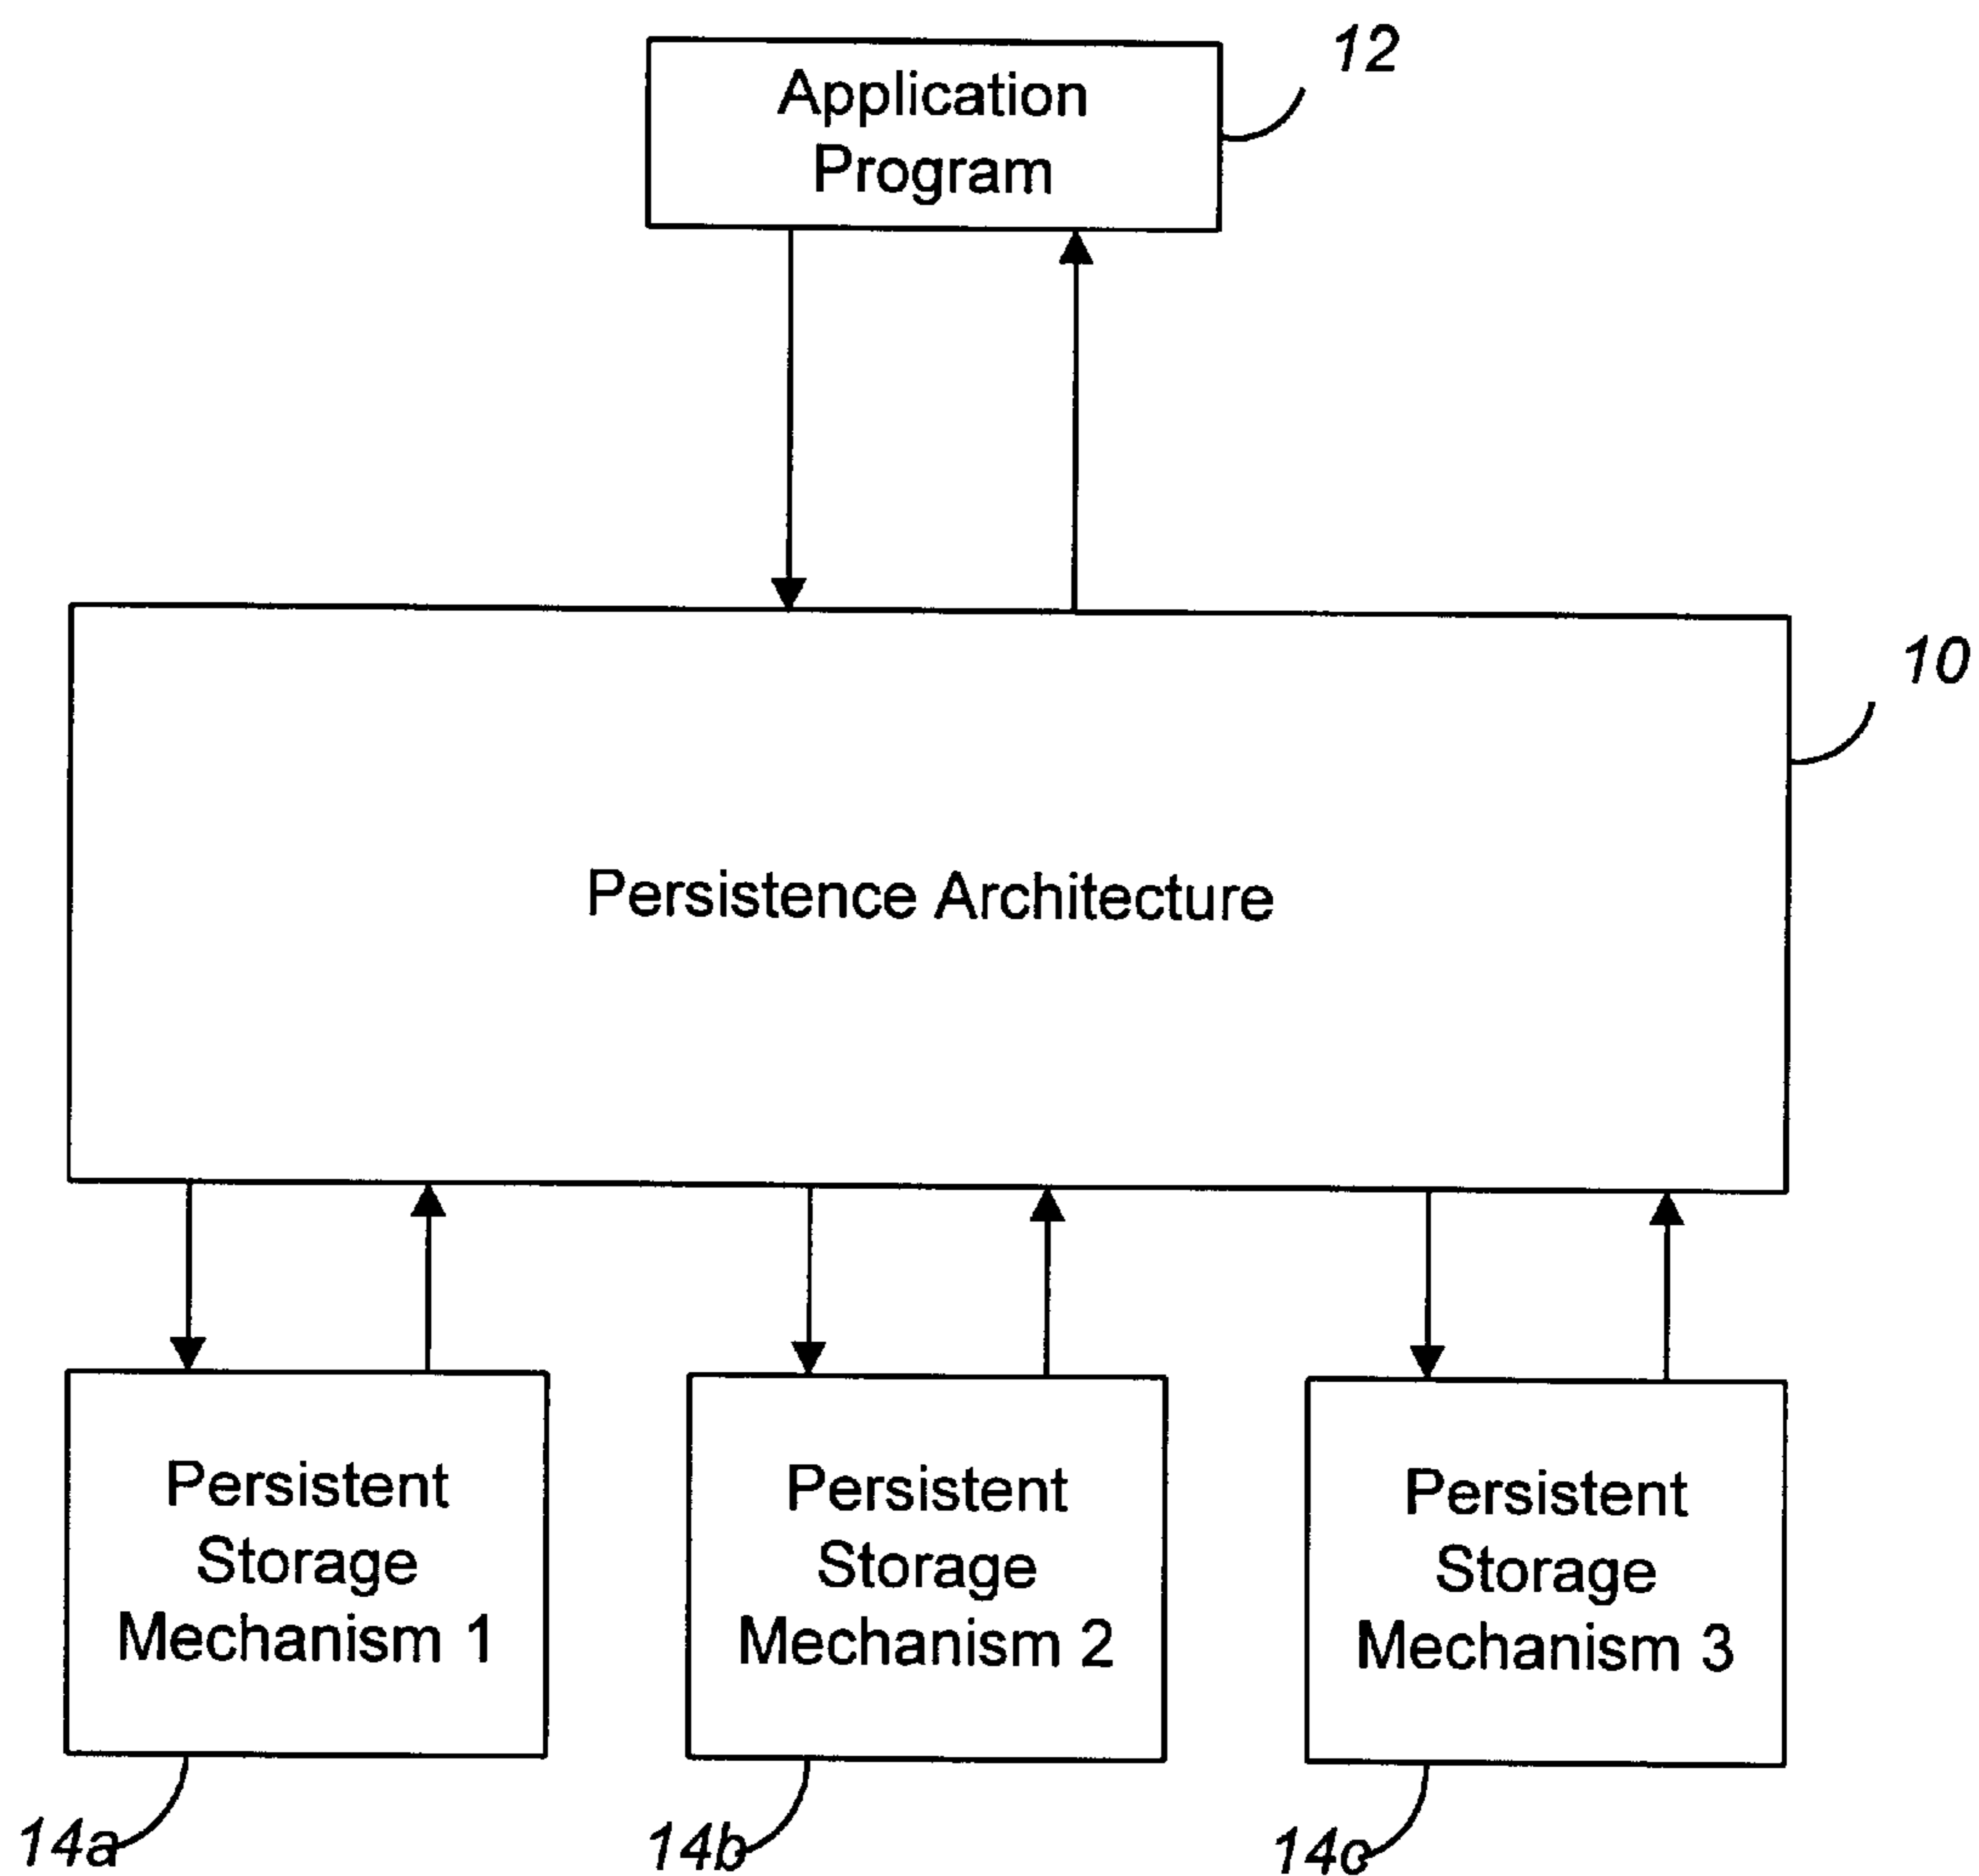 12
Application
Program
10
Persistence Architecture
Persistent
Storage
Mechanism 1
Persistent
Storage
Mechanism 2
Persistent
Storage
Mechanism 3
14a
14b
14c